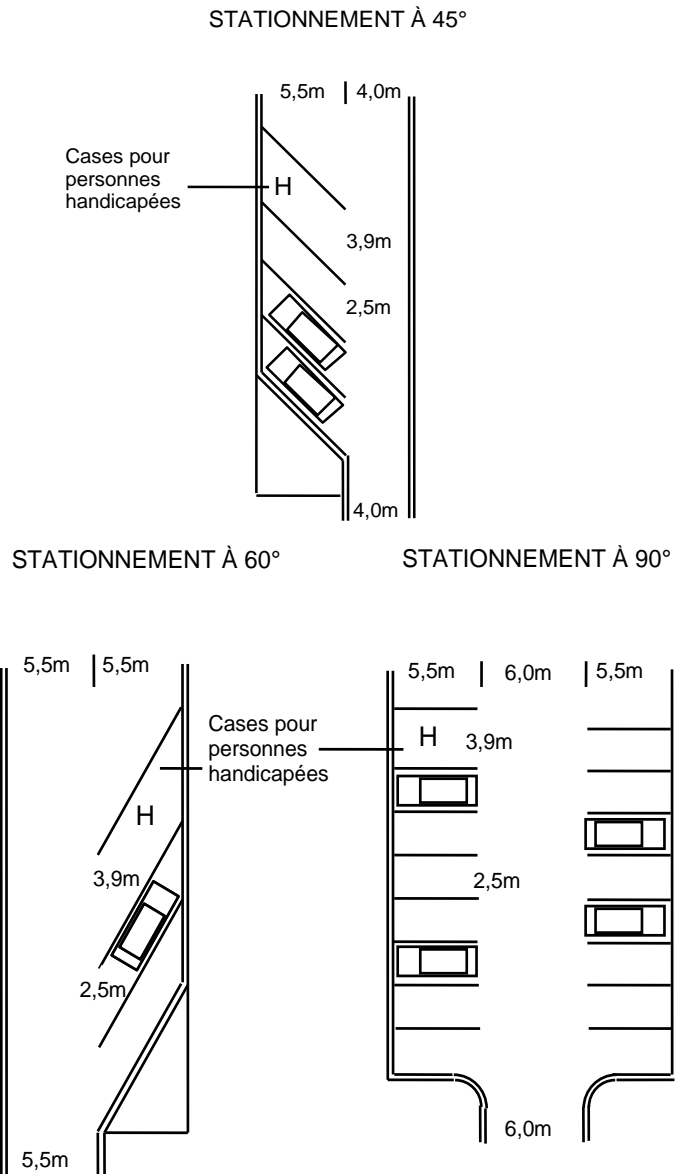 STATIONNEMENT À 45°
5,5m 4,0m
Cases pour
personnes
handicapées
H
3,9m
2,5m
4,0m
STATIONNEMENT À 60°
5,5m 5,5m
Cases pour
personnes
handicapées
H
3,9m
2,5m
5,5m
STATIONNEMENT À 90°
5,5m 6,0m 5,5m
H 3,9m
2,5m
6,0m